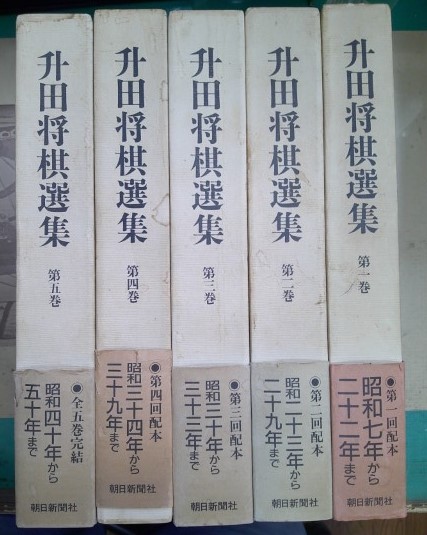 升田将棋選集
第一巻
●第一回配本
昭和七年から
二十二年まで
朝日新聞社
升田将棋選集
第二巻
●第二回配本
昭和二十三年から
二十九年まで
朝日新聞社
升田将棋選集
第三巻
●第三回配本
昭和三十年から
三十三年まで
朝日新聞社
升田将棋選集
第四巻
●第四回配本
昭和三十四年から
三十九年まで
朝日新聞社
升田将棋選集
第五巻
●全五巻完結
昭和四十年から
五十年まで
朝日新聞社